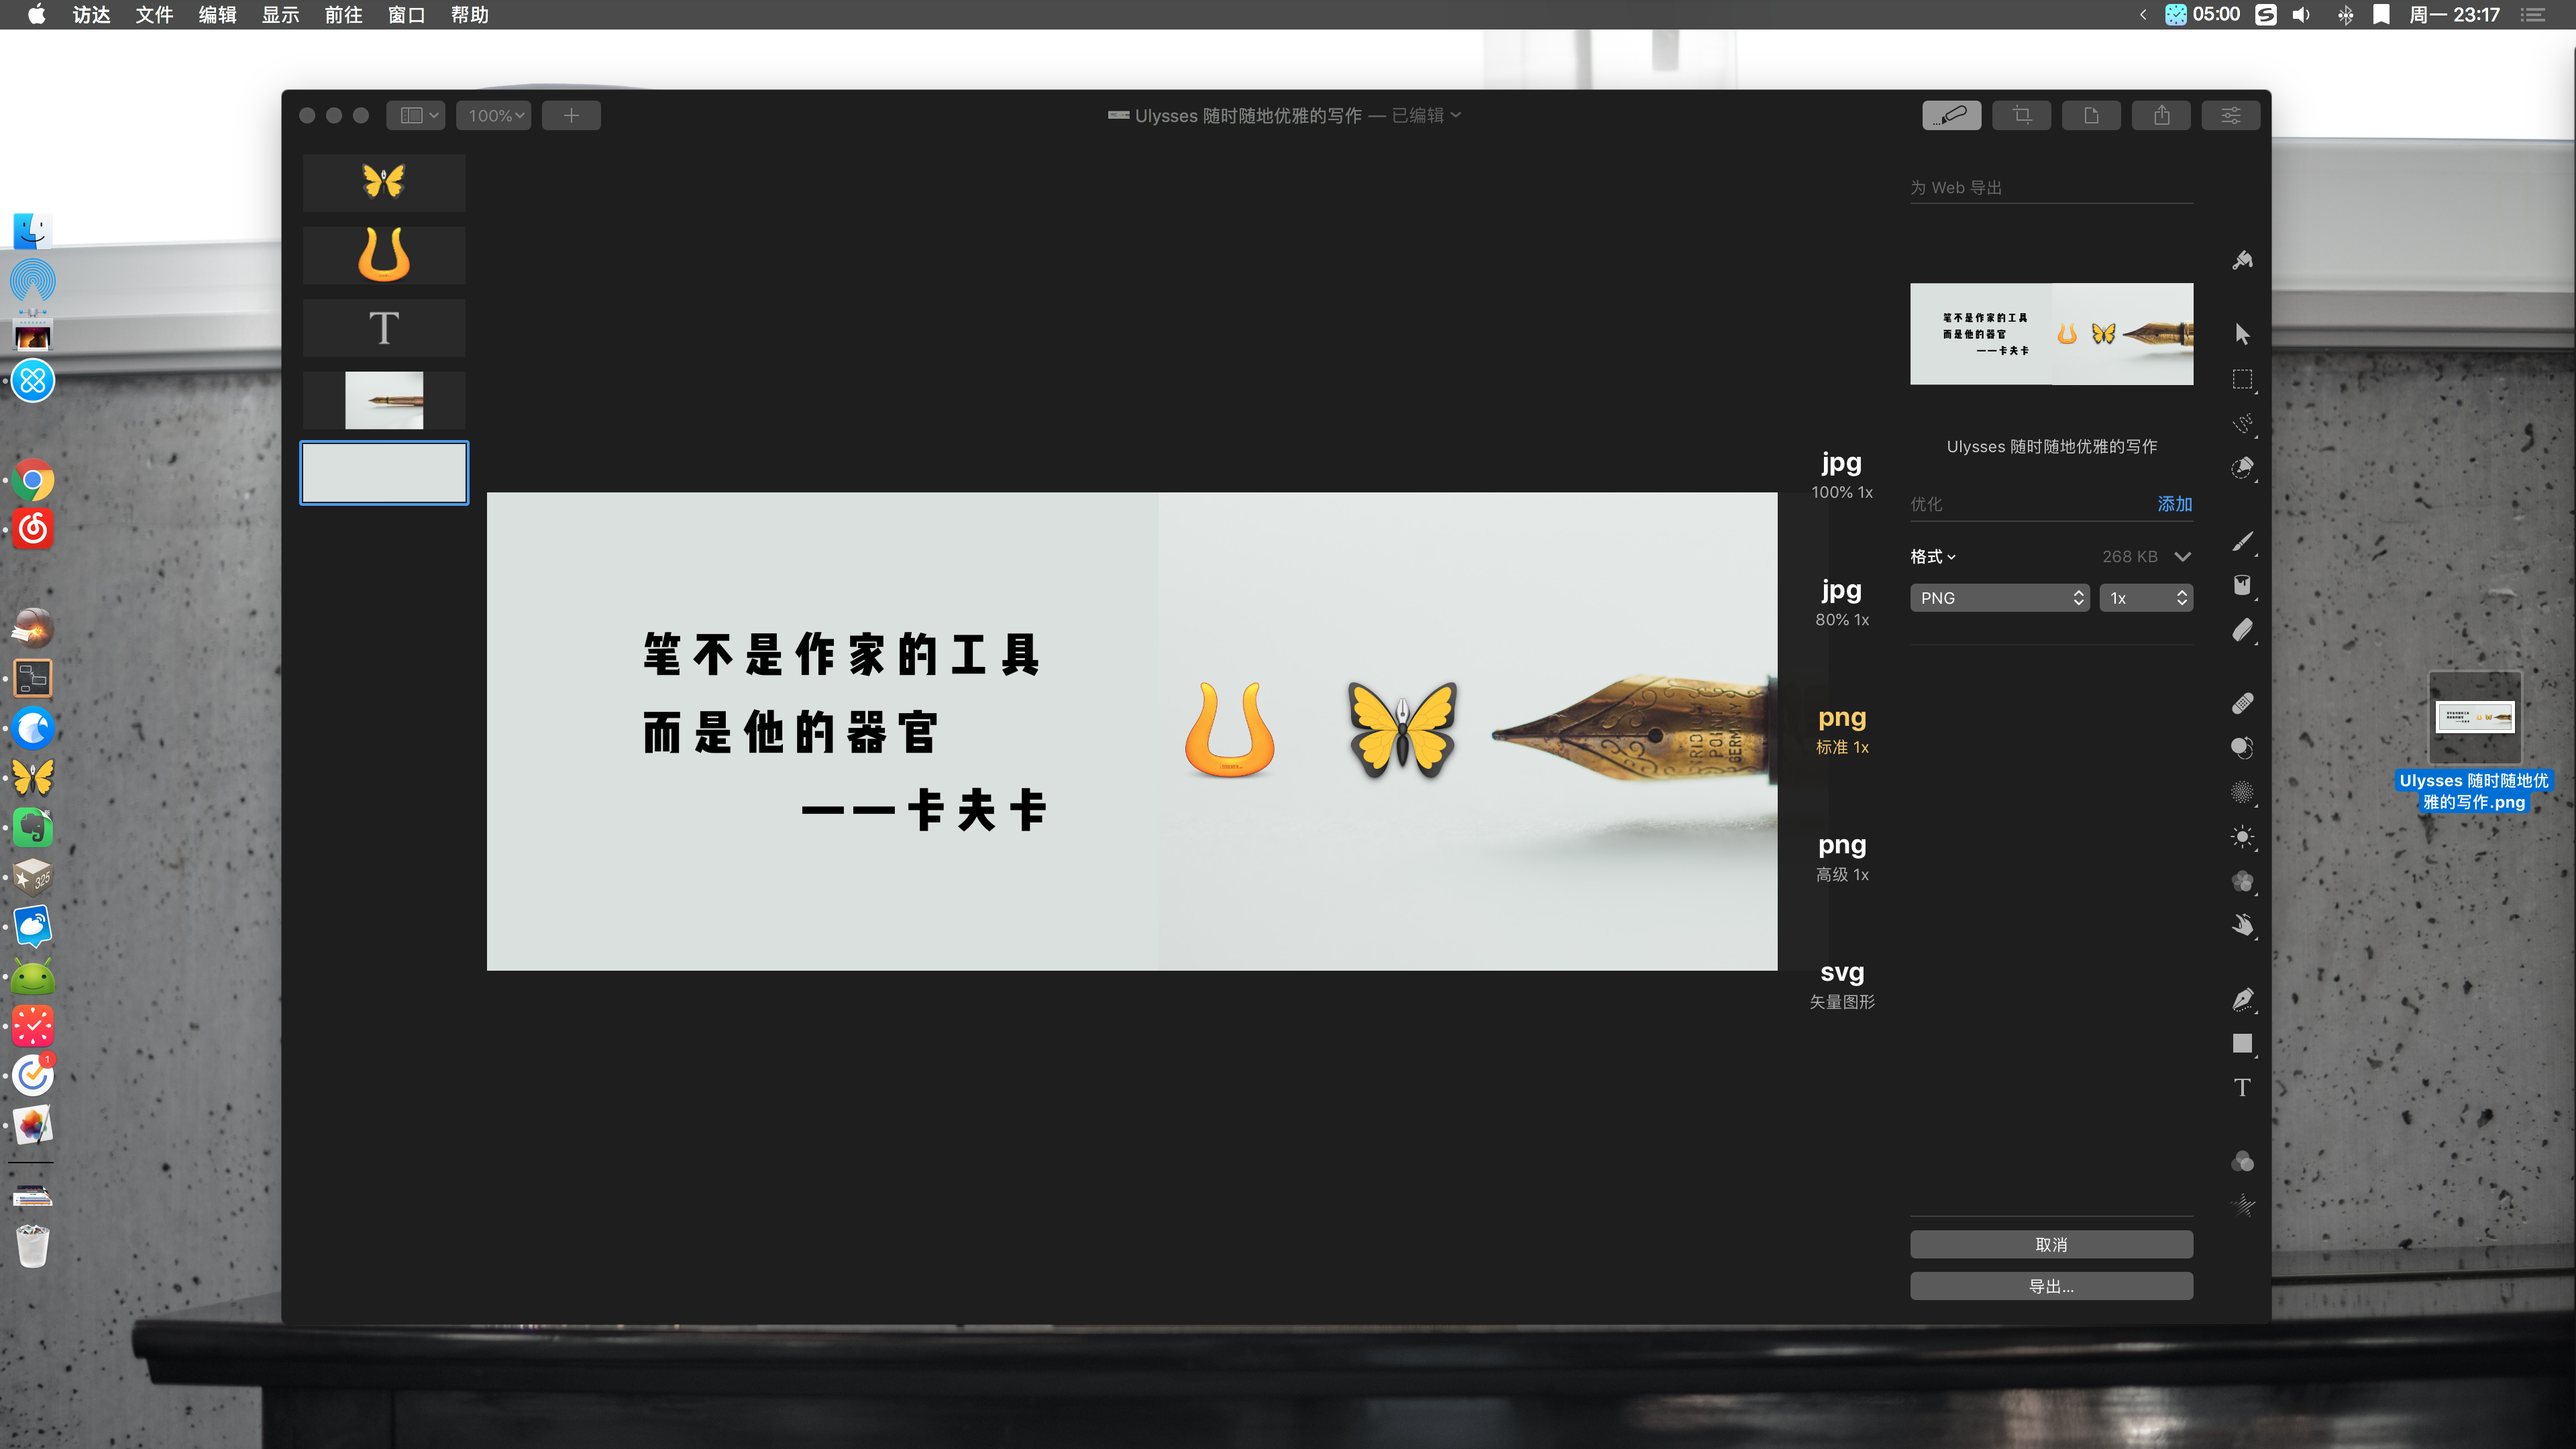 访达 文件 编辑 显示 前往 窗口 帮助
05:00 周一 23:17
100%
Ulysses 随时随地优雅的写作 — 已编辑
T
笔不是作家的工具
而是他的器官
——卡夫卡
IRIDIUM
POINT
GERMANY
jpg
100% 1x
jpg
80% 1x
png
标准 1x
png
高级 1x
svg
矢量图形
为 Web 导出
笔不是作家的工具
而是他的器官
——卡夫卡
Ulysses 随时随地优雅的写作
优化 添加
格式 268 KB
PNG 1x
取消
导出...
T
325
1
Ulysses 随时随地优
雅的写作.png